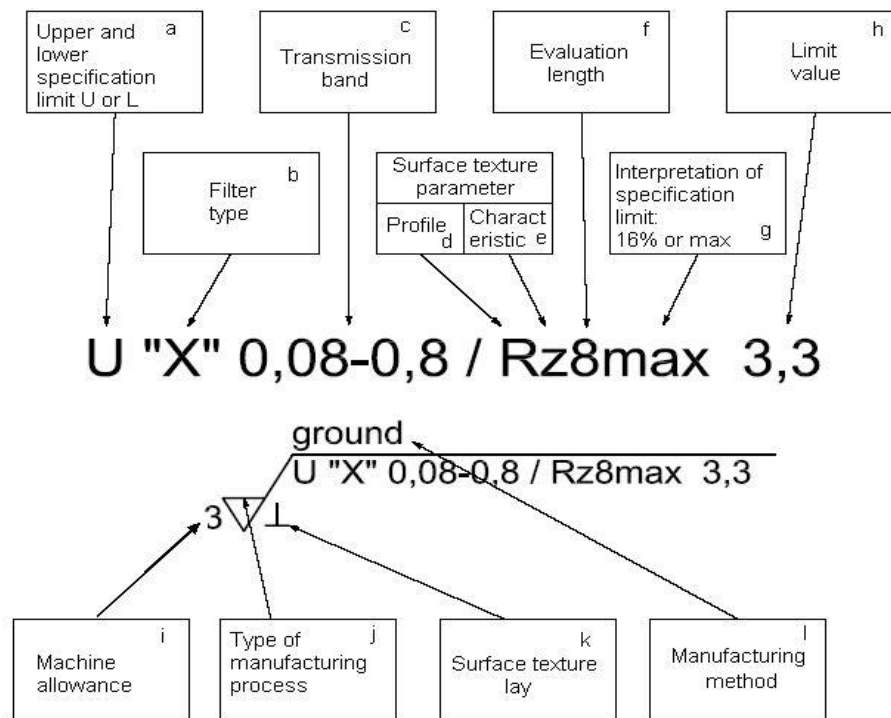 Upper and a
lower
specification
limit U or L
c
Transmission
band
f
Evaluation
length
h
Limit
value
b
Filter
type
Surface texture
parameter
Profile d
Charact
eristic e
Interpretation of
specification
limit:
16% or max g
U "X" 0,08-0,8 / Rz8max 3,3
ground
U "X" 0,08-0,8 / Rz8max 3,3
3 ⊥
i
Machine
allowance
Type of j
manufacturing
process
k
Surface texture
lay
l
Manufacturing
method